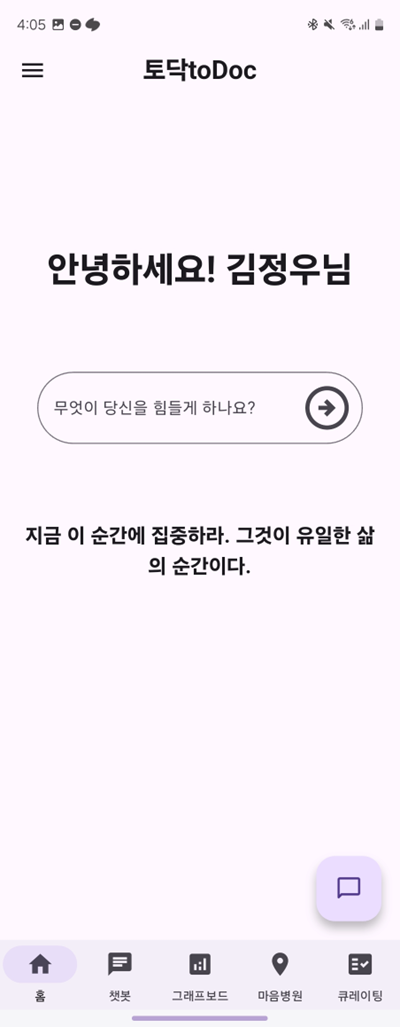 4:05
토닥toDoc
안녕하세요! 김정우님
무엇이 당신을 힘들게 하나요?
지금 이 순간에 집중하라. 그것이 유일한 삶
의 순간이다.
홈
챗봇
그래프보드
마음병원
큐레이팅